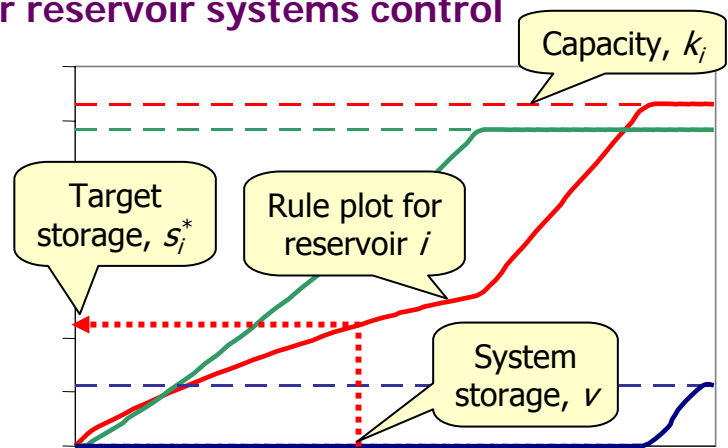 r reservoir systems control
Capacity, kᵢ
Target
storage, sᵢ*
Rule plot for
reservoir i
System
storage, v